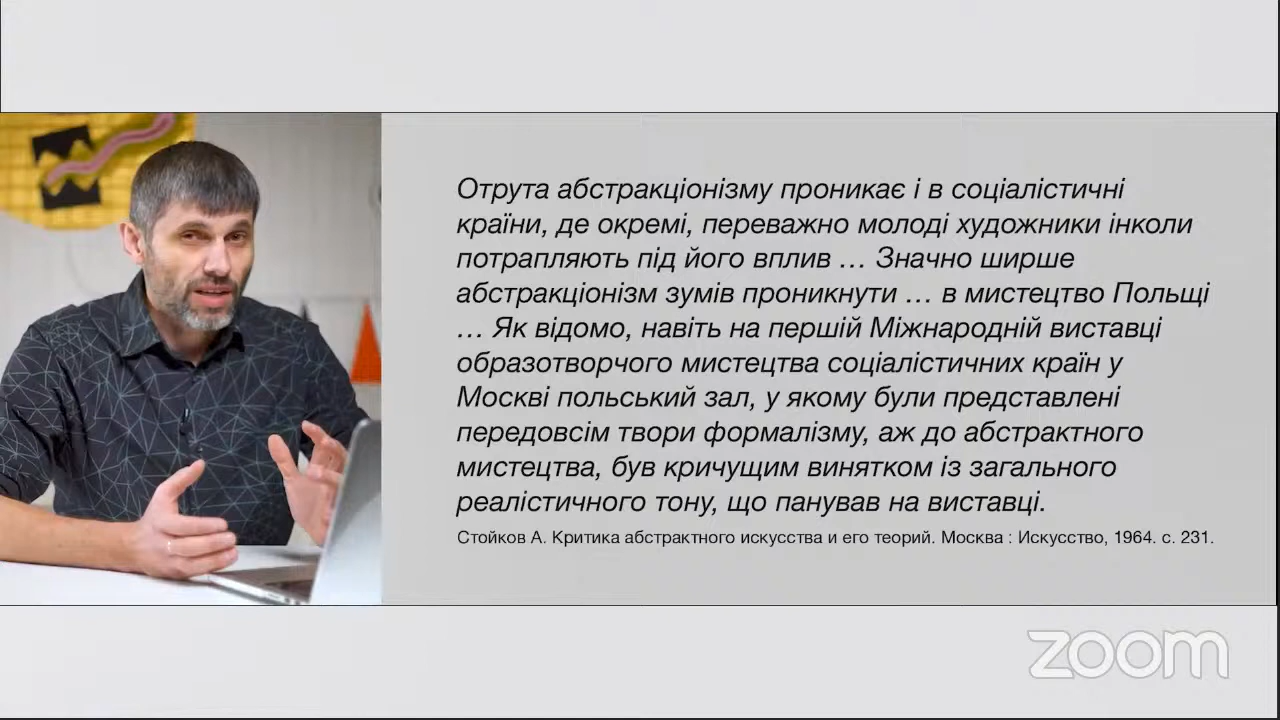 Отрута абстракціонізму проникає і в соціалістичні
країни, де окремі, переважно молоді художники інколи
потрапляють під його вплив … Значно ширше
абстракціонізм зумів проникнути … в мистецтво Польщі
… Як відомо, навіть на першій Міжнародній виставці
образотворчого мистецтва соціалістичних країн у
Москві польський зал, у якому були представлені
передовсім твори формалізму, аж до абстрактного
мистецтва, був кричущим винятком із загального
реалістичного тону, що панував на виставці.
Стойков А. Критика абстрактного искусства и его теорий. Москва : Искусство, 1964. с. 231.
zoom